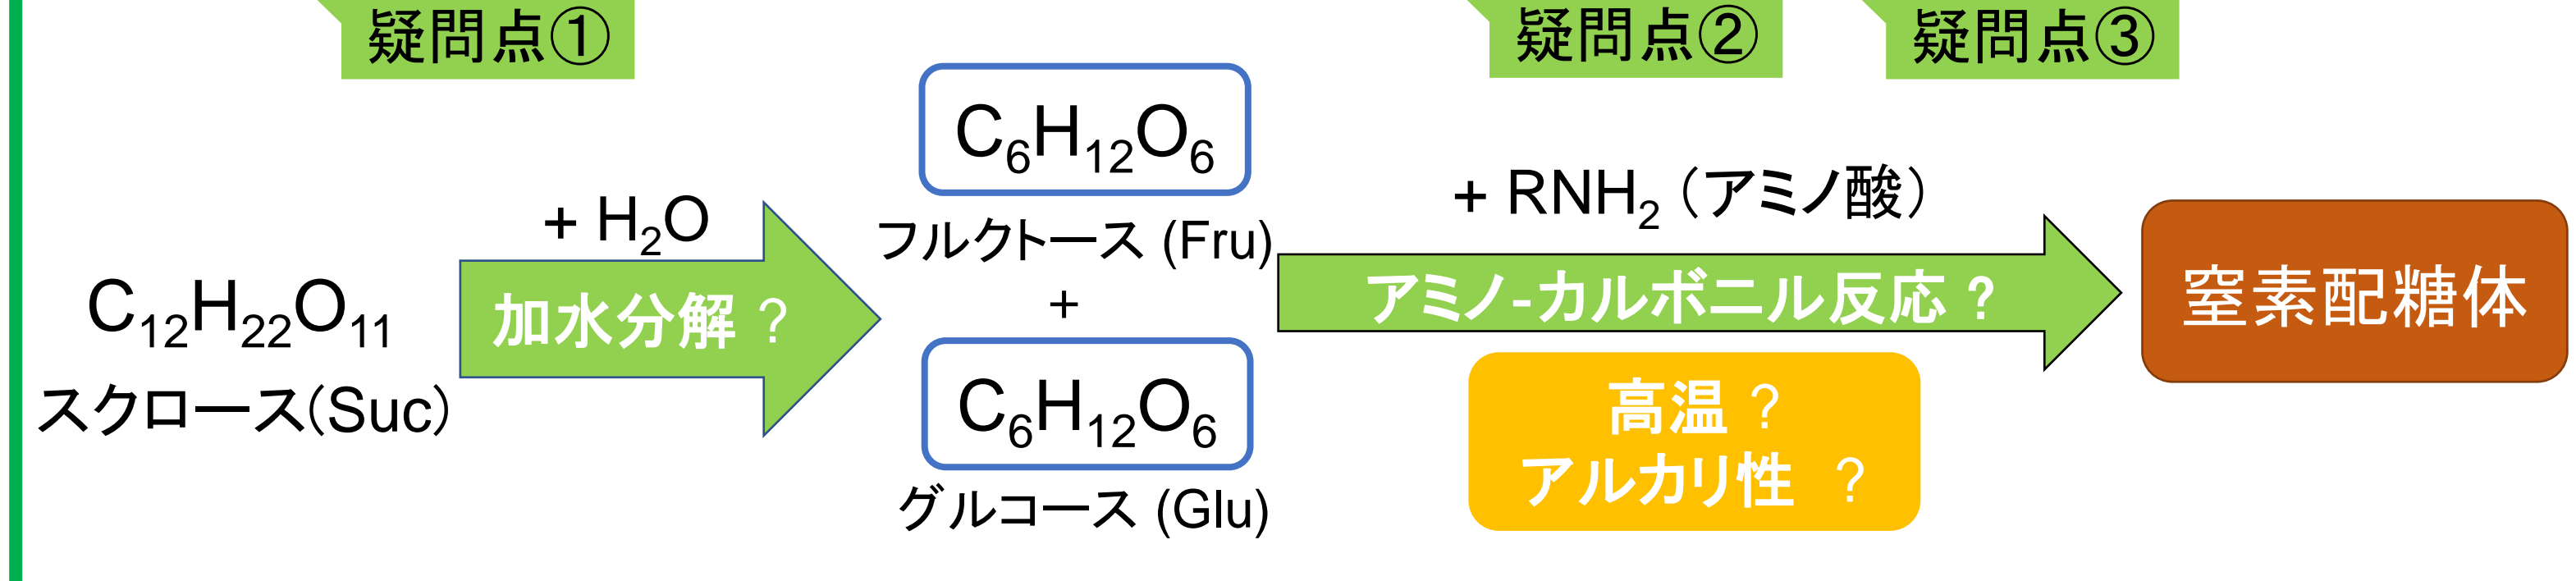 疑問点①
疑問点②
疑問点③
C₁₂H₂₂O₁₁
スクロース(Suc)
+ H₂O
加水分解 ?
C₆H₁₂O₆
フルクトース (Fru)
+
C₆H₁₂O₆
グルコース (Glu)
+ RNH₂（アミノ酸）
アミノ-カルボニル反応 ?
高温 ?
アルカリ性 ?
窒素配糖体